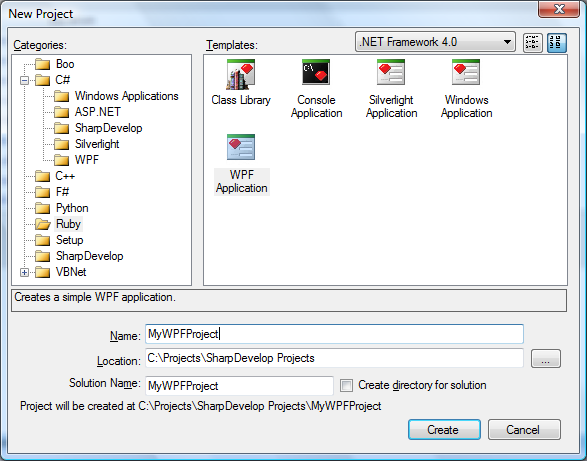 New Project
Categories:
Templates:
.NET Framework 4.0
Boo
C#
Windows Applications
ASP.NET
SharpDevelop
Silverlight
WPF
C++
F#
Python
Ruby
Setup
SharpDevelop
VBNet
Class Library
Console
Application
Silverlight
Application
Windows
Application
WPF
Application
Creates a simple WPF application.
Name:
MyWPFProject
Location:
C:\Projects\SharpDevelop Projects
...
Solution Name:
MyWPFProject
Create directory for solution
Project will be created at C:\Projects\SharpDevelop Projects\MyWPFProject
Create
Cancel